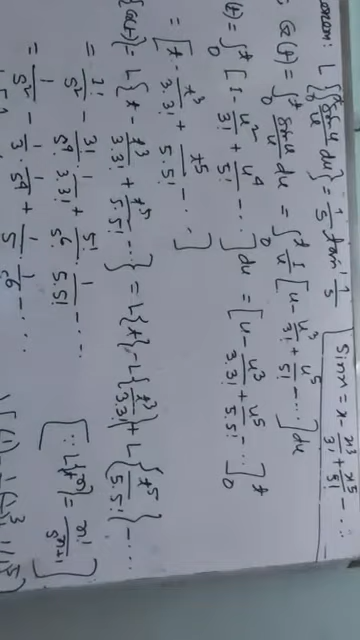 orem: L{∫₀ᵗ sinu/u du} = 1/s tan⁻¹ 1/s
sinx = x - x³/3! + x⁵/5! - ...
: G(t) = ∫₀ᵗ sinu/u du = ∫₀ᵗ 1/u [u - u³/3! + u⁵/5! - ...] du
(t) = ∫₀ᵗ [1 - u²/3! + u⁴/5! - ...] du = [u - u³/3.3! + u⁵/5.5! - ...]₀ᵗ
= [t - t³/3.3! + t⁵/5.5! - ...]
{G(t)} = L{t - t³/3.3! + t⁵/5.5! - ...} = L{t} - L{t³/3.3!} + L{t⁵/5.5!} - ...
= 1!/s² - 3!/s⁴ . 1/3.3! + 5!/s⁶ . 1/5.5! - ...
[∵ L{tⁿ} = n!/sⁿ⁺¹]
= 1/s² - 1/3 . 1/s⁴ + 1/5 . 1/s⁶ - ...